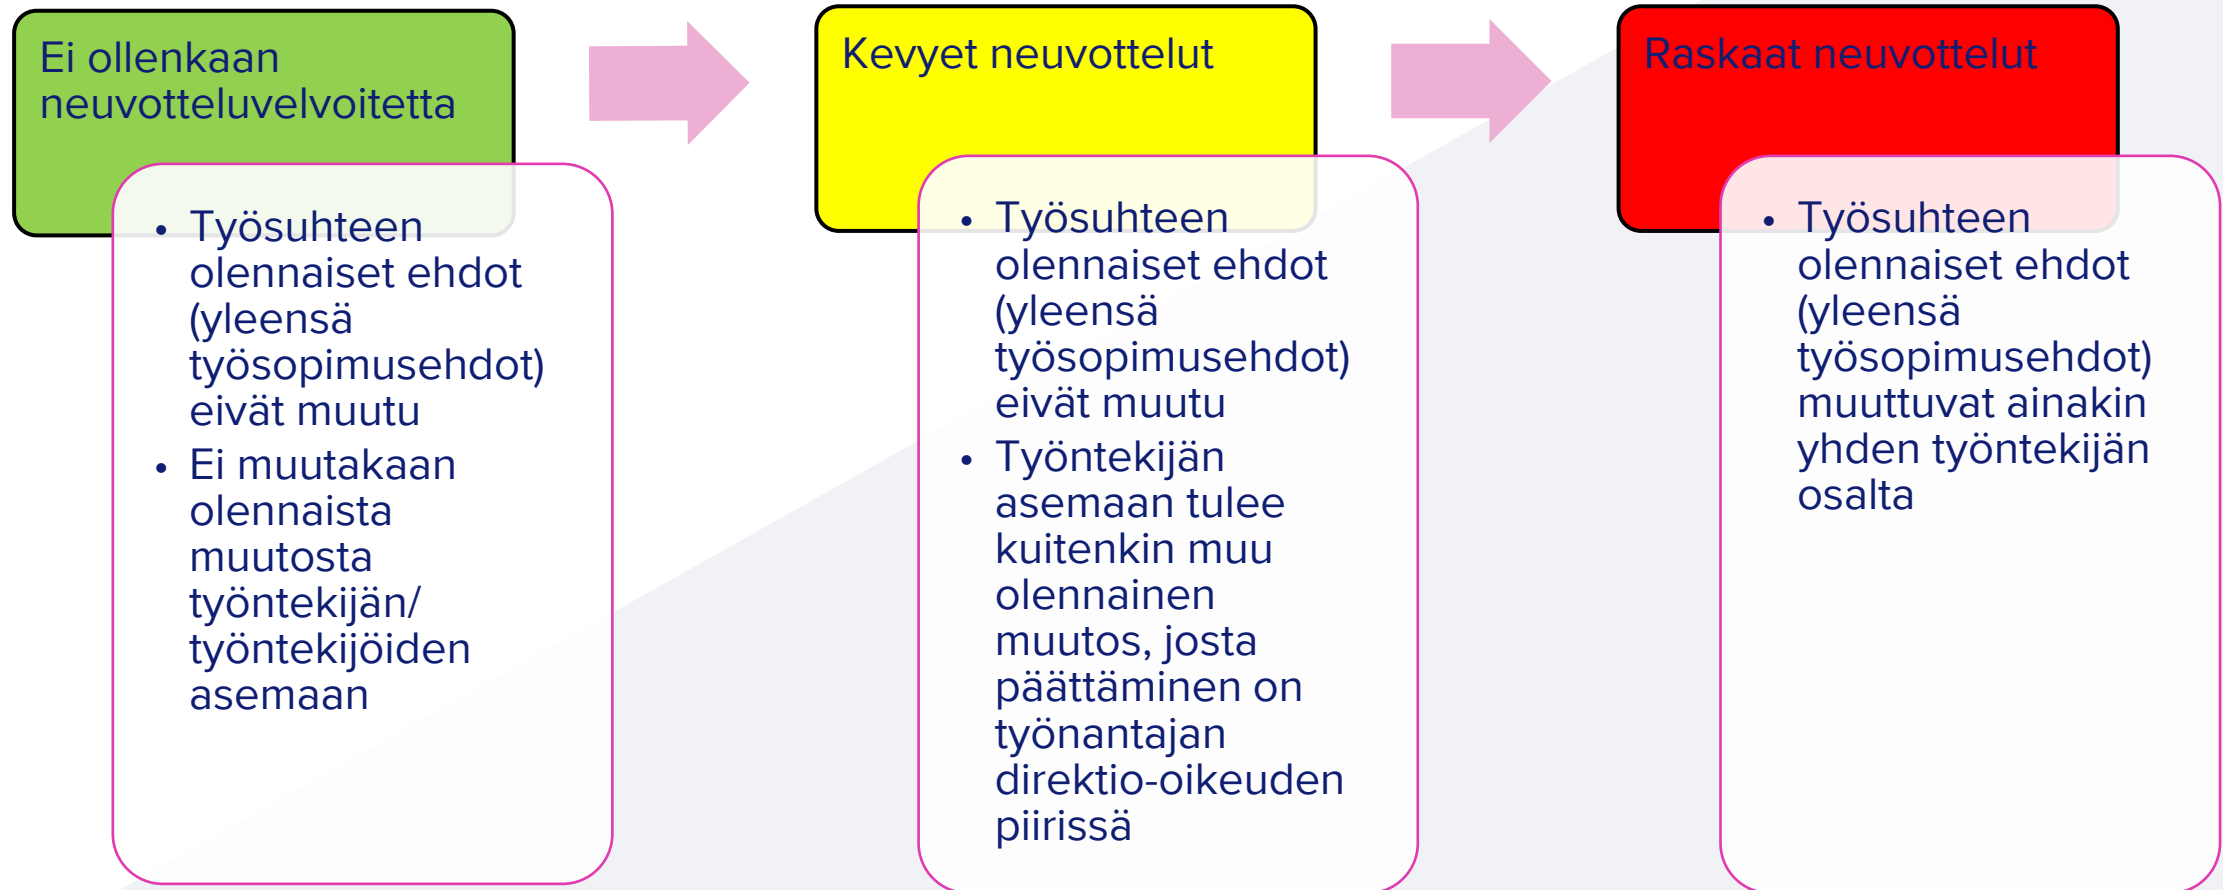 Ei ollenkaan
neuvotteluvelvoitetta
• Työsuhteen
olennaiset ehdot
(yleensä
työsopimusehdot)
eivät muutu
• Ei muutakaan
olennaista
muutosta
työntekijän/
työntekijöiden
asemaan
Kevyet neuvottelut
• Työsuhteen
olennaiset ehdot
(yleensä
työsopimusehdot)
eivät muutu
• Työntekijän
asemaan tulee
kuitenkin muu
olennainen
muutos, josta
päättäminen on
työnantajan
direktio-oikeuden
piirissä
Raskaat neuvottelut
• Työsuhteen
olennaiset ehdot
(yleensä
työsopimusehdot)
muuttuvat ainakin
yhden työntekijän
osalta